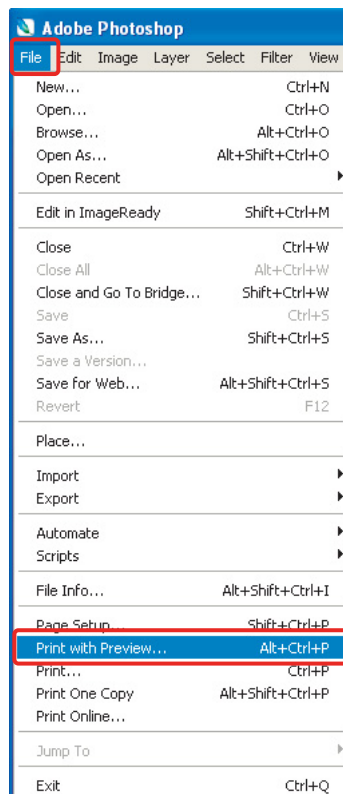 Adobe Photoshop
File Edit Image Layer Select Filter View
New... Ctrl+N
Open... Ctrl+O
Browse... Alt+Ctrl+O
Open As... Alt+Shift+Ctrl+O
Open Recent
Edit in ImageReady Shift+Ctrl+M
Close Ctrl+W
Close All Alt+Ctrl+W
Close and Go To Bridge... Shift+Ctrl+W
Save Ctrl+S
Save As... Shift+Ctrl+S
Save a Version...
Save for Web... Alt+Shift+Ctrl+S
Revert F12
Place...
Import
Export
Automate
Scripts
File Info... Alt+Shift+Ctrl+I
Page Setup... Shift+Ctrl+P
Print with Preview... Alt+Ctrl+P
Print... Ctrl+P
Print One Copy Alt+Shift+Ctrl+P
Print Online...
Jump To
Exit Ctrl+Q